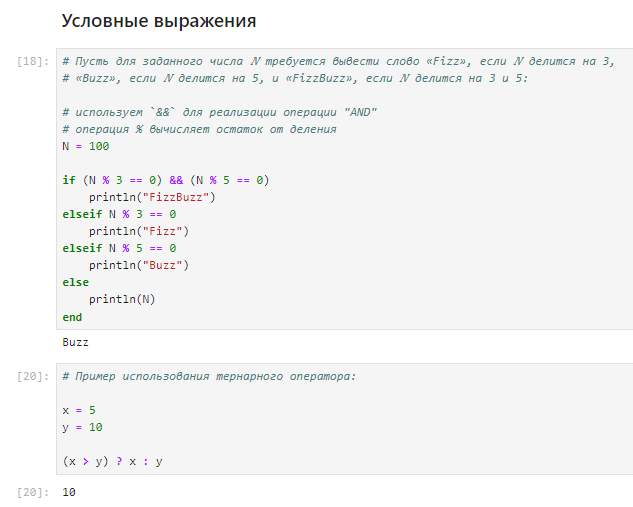 Условные выражения
[18]: # Пусть для заданного числа N требуется вывести слово «Fizz», если N делится на 3,
# «Buzz», если N делится на 5, и «FizzBuzz», если N делится на 3 и 5:
# используем `&&` для реализации операции "AND"
# операция % вычисляет остаток от деления
N = 100
if (N % 3 == 0) && (N % 5 == 0)
    println("FizzBuzz")
elseif N % 3 == 0
    println("Fizz")
elseif N % 5 == 0
    println("Buzz")
else
    println(N)
end
Buzz
[20]: # Пример использования тернарного оператора:
x = 5
y = 10
(x > y) ? x : y
[20]: 10